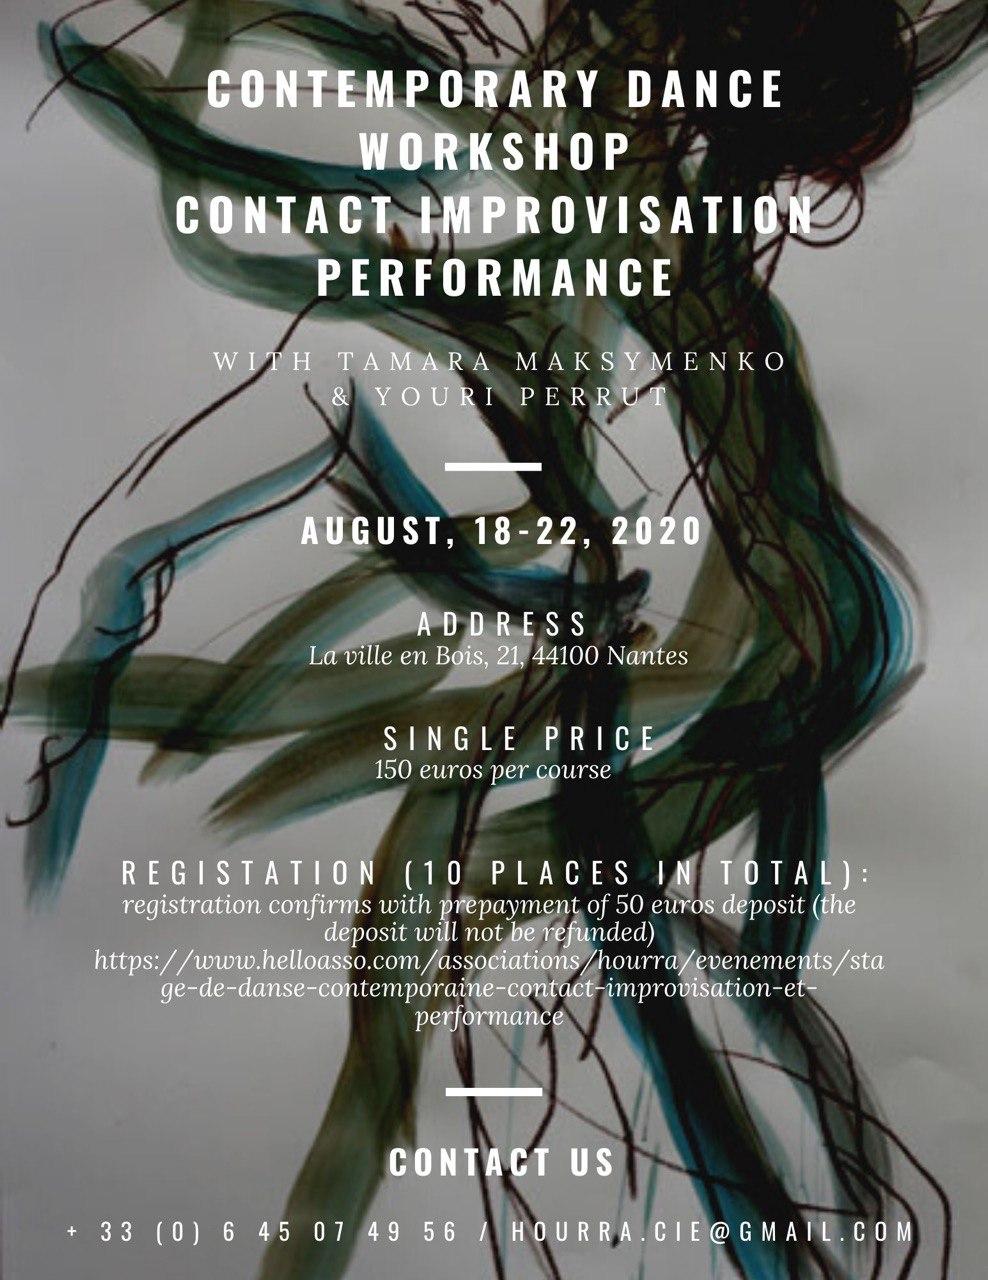 CONTEMPORARY DANCE
WORKSHOP
CONTACT IMPROVISATION
PERFORMANCE
WITH TAMARA MAKSYMENKO
& YOURI PERRUT
AUGUST, 18-22, 2020
ADDRESS
La ville en Bois, 21, 44100 Nantes
SINGLE PRICE
150 euros per course
REGISTATION (10 PLACES IN TOTAL):
registration confirms with prepayment of 50 euros deposit (the
deposit will not be refunded)
https://www.helloasso.com/associations/hourra/evenements/sta
ge-de-danse-contemporaine-contact-improvisation-et-
performance
CONTACT US
+ 33 (0) 6 45 07 49 56 / HOURRA.CIE@GMAIL.COM